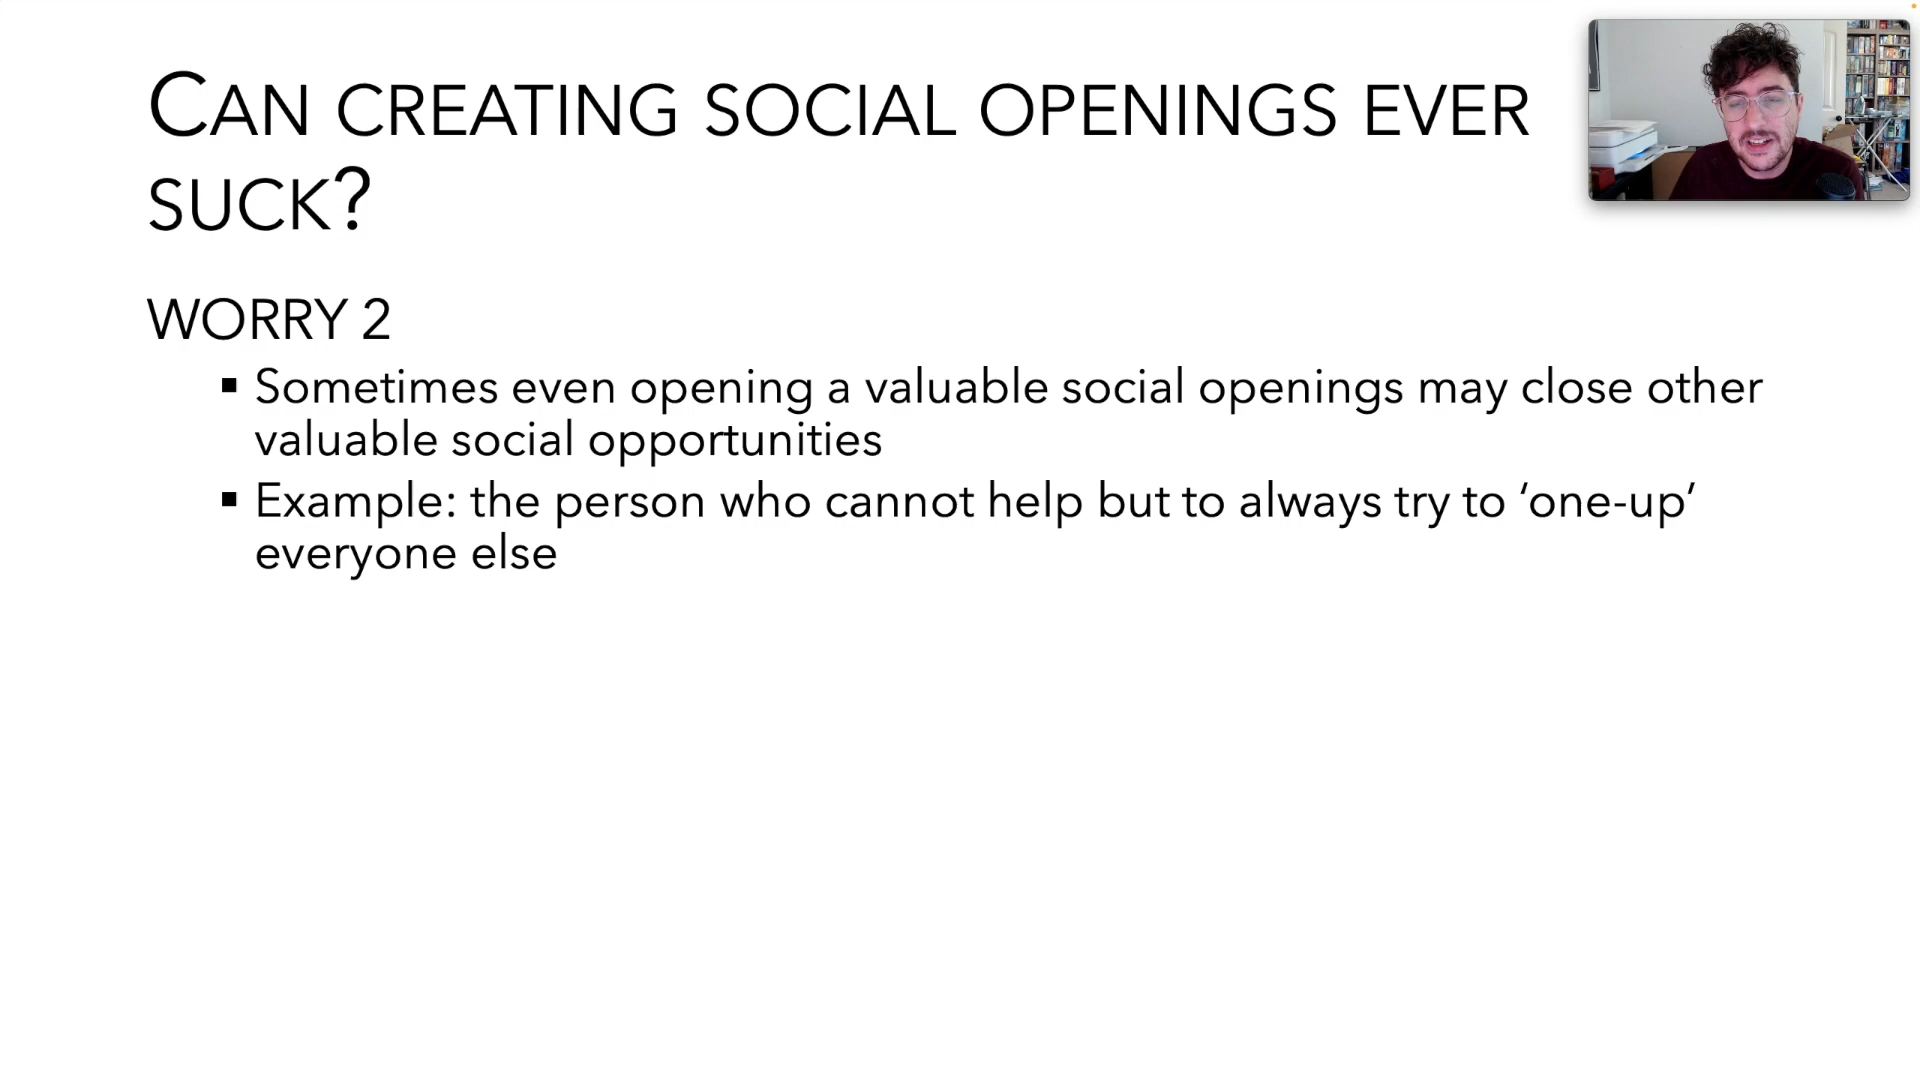 CAN CREATING SOCIAL OPENINGS EVER
SUCK?
WORRY 2
▪ Sometimes even opening a valuable social openings may close other
valuable social opportunities
▪ Example: the person who cannot help but to always try to ‘one-up’
everyone else